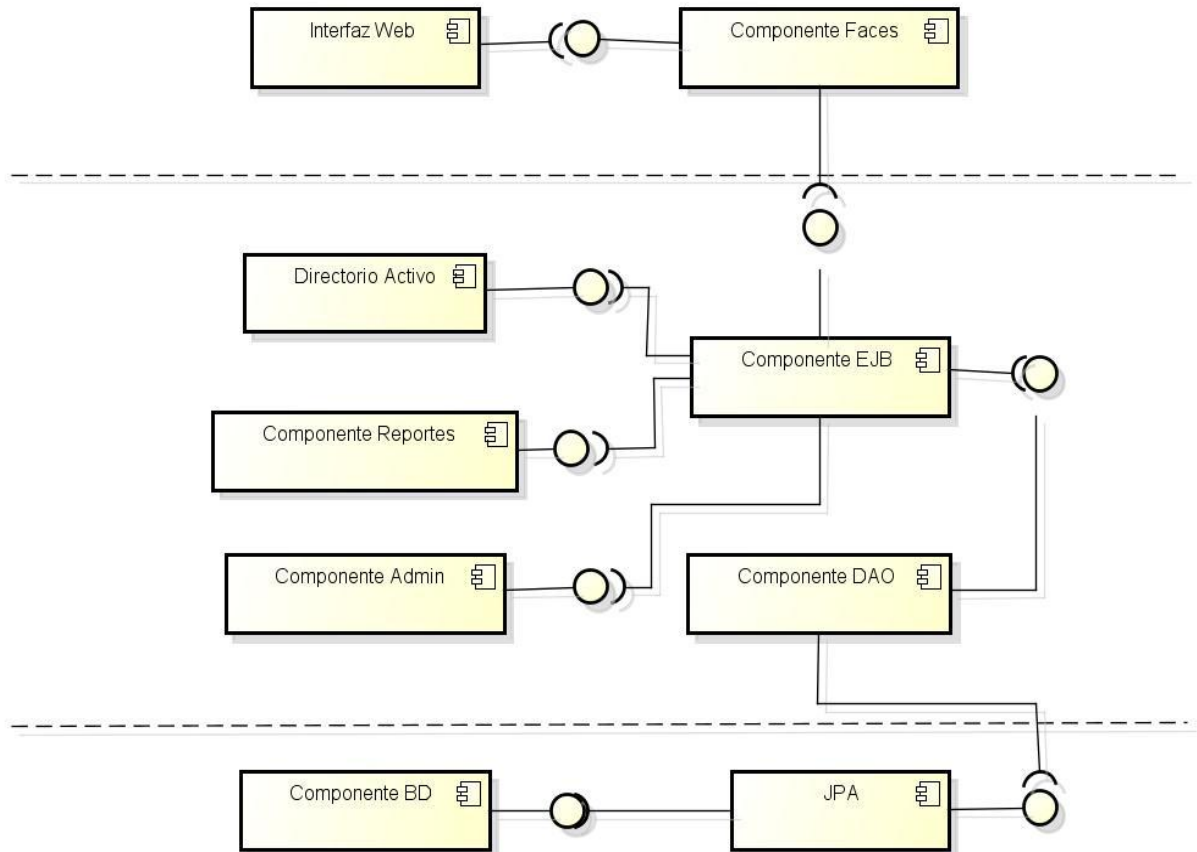 Interfaz Web
Componente Faces
Directorio Activo
Componente EJB
Componente Reportes
Componente Admin
Componente DAO
Componente BD
JPA